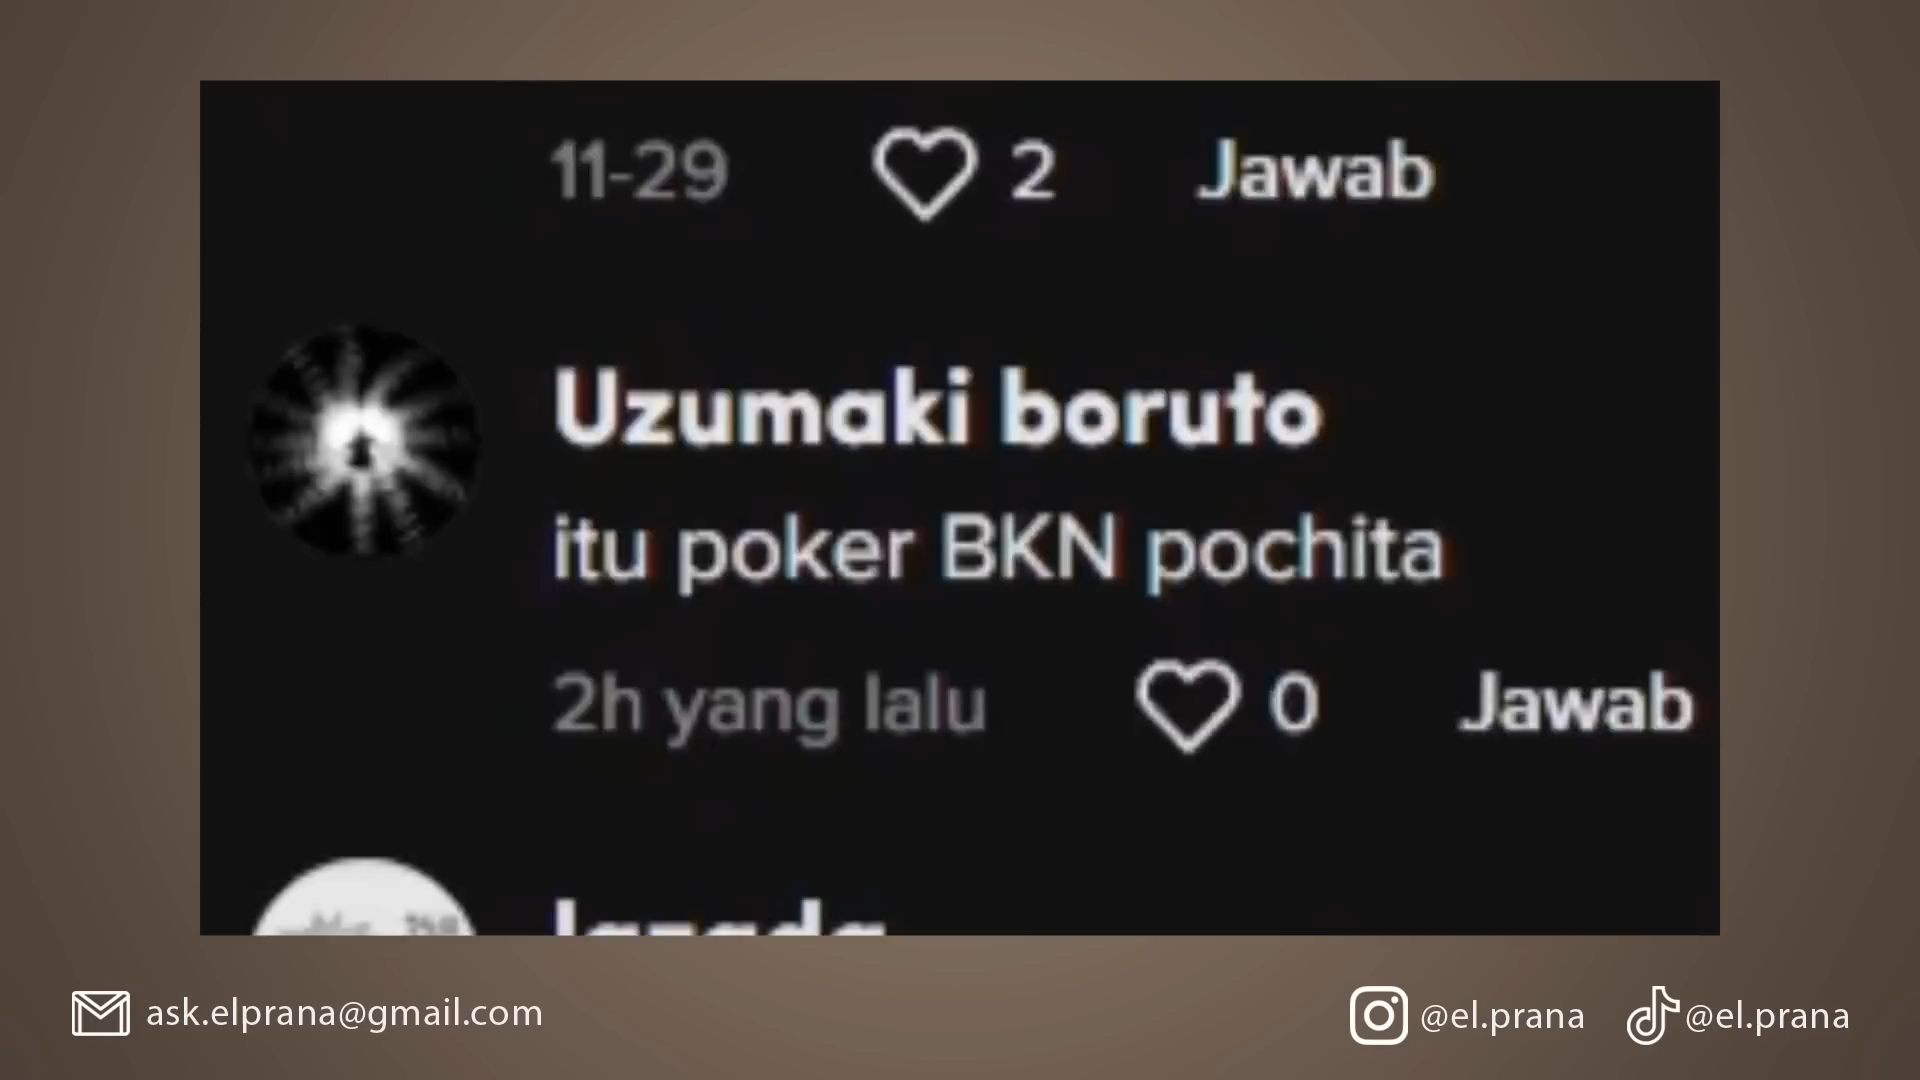 11-29 2 Jawab
Uzumaki boruto
itu poker BKN pochita
2h yang lalu 0 Jawab
lazada
ask.elprana@gmail.com @el.prana @el.prana